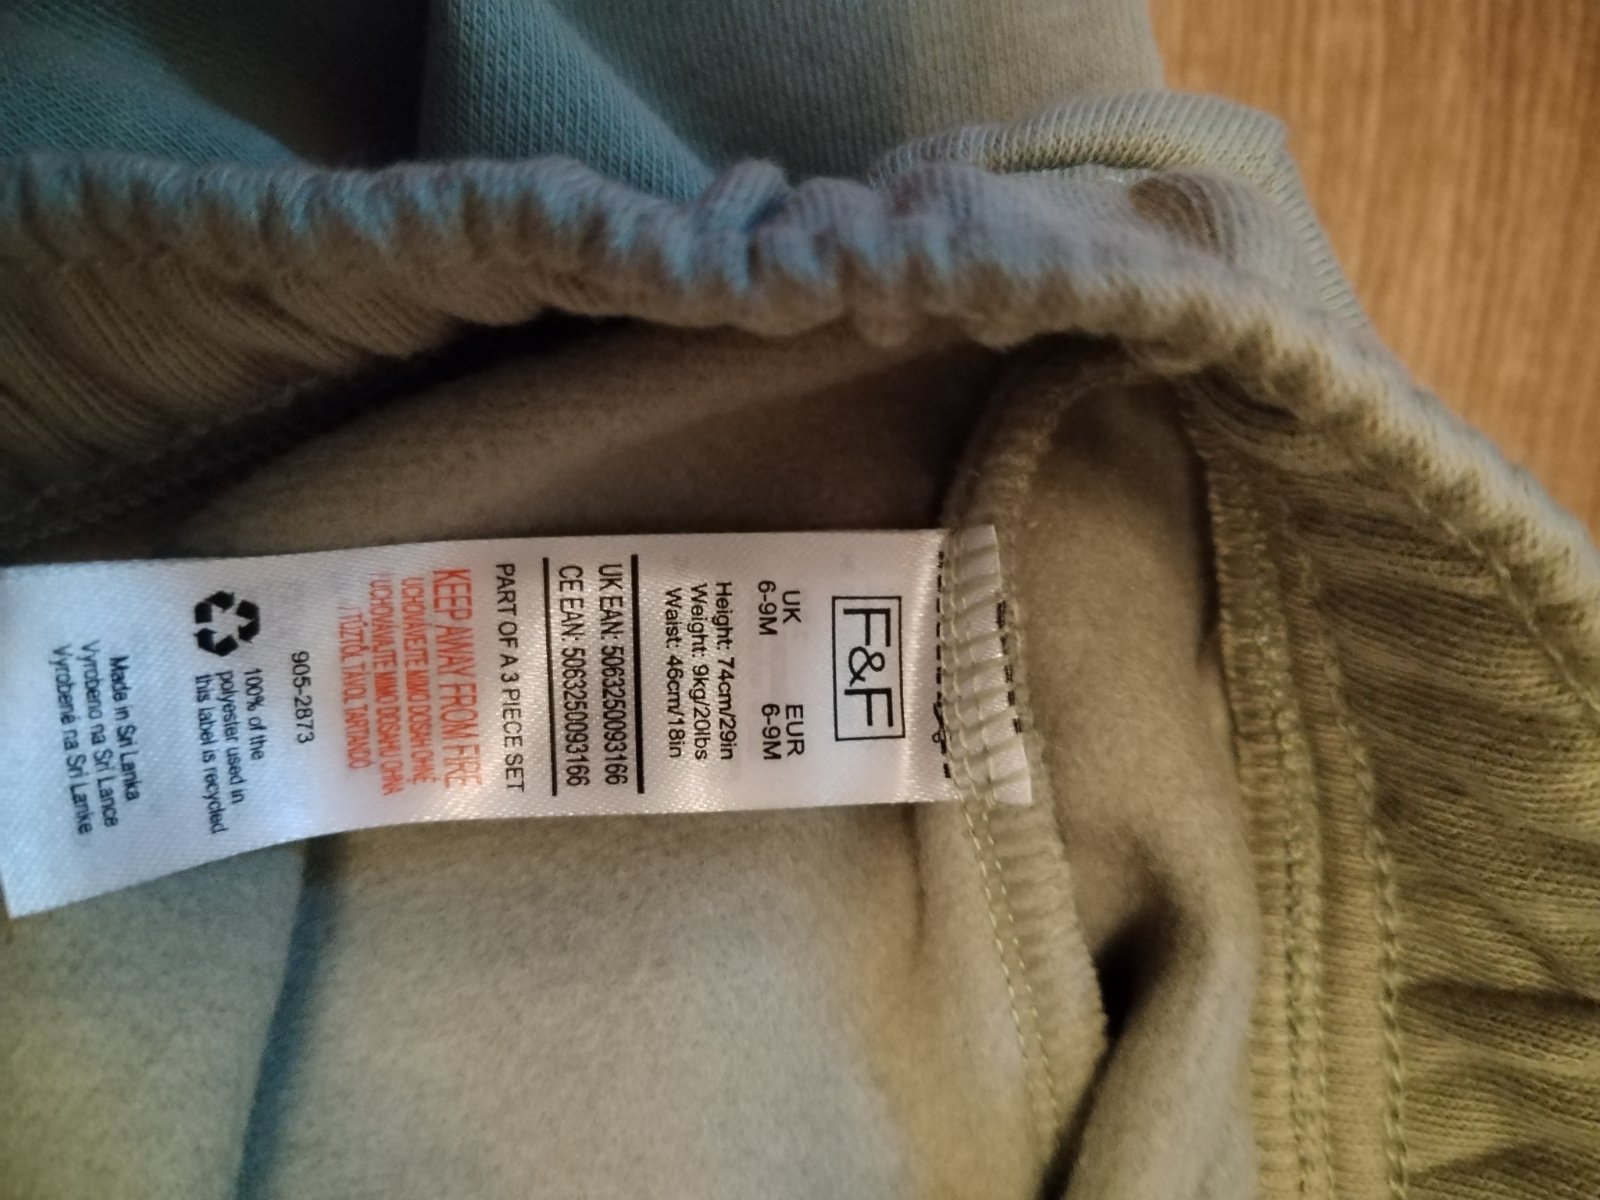 F&F
UK EUR
6-9M 6-9M
Height: 74cm/29in
Weight: 9kg/20lbs
Waist: 46cm/18in
UK EAN: 5063250093166
CE EAN: 5063250093166
PART OF A 3 PIECE SET
KEEP AWAY FROM FIRE
UCHOVÁVEJTE MIMO DOSAH OHNĚ
UCHOVÁVAJTE MIMO DOSAHU OHŇA
TŰZTŐL TÁVOL TARTANDÓ
905-2873
100% of the
polyester used in
this label is recycled
Made in Sri Lanka
Vyrobeno na Srí Lance
Vyrobené na Srí Lanke